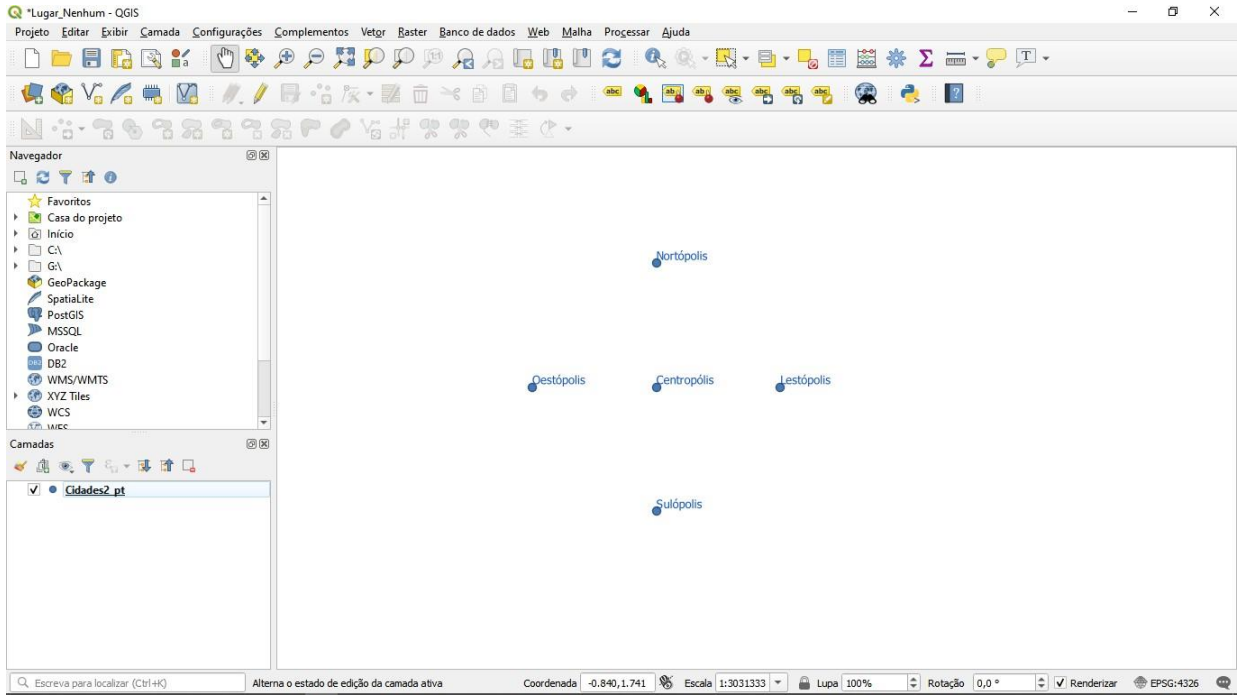 *Lugar_Nenhum - QGIS
Projeto Editar Exibir Camada Configurações Complementos Vetor Raster Banco de dados Web Malha Processar Ajuda
Navegador
Favoritos
Casa do projeto
Início
C:\
G:\
GeoPackage
SpatiaLite
PostGIS
MSSQL
Oracle
DB2
WMS/WMTS
XYZ Tiles
WCS
WFS
Camadas
Cidades2_pt
Nortópolis
Oestópolis Centropólis Lestópolis
Sulópolis
Escreva para localizar (Ctrl+K) Alterna o estado de edição da camada ativa Coordenada -0.840,1.741 Escala 1:3031333 Lupa 100% Rotação 0,0 ° Renderizar EPSG:4326